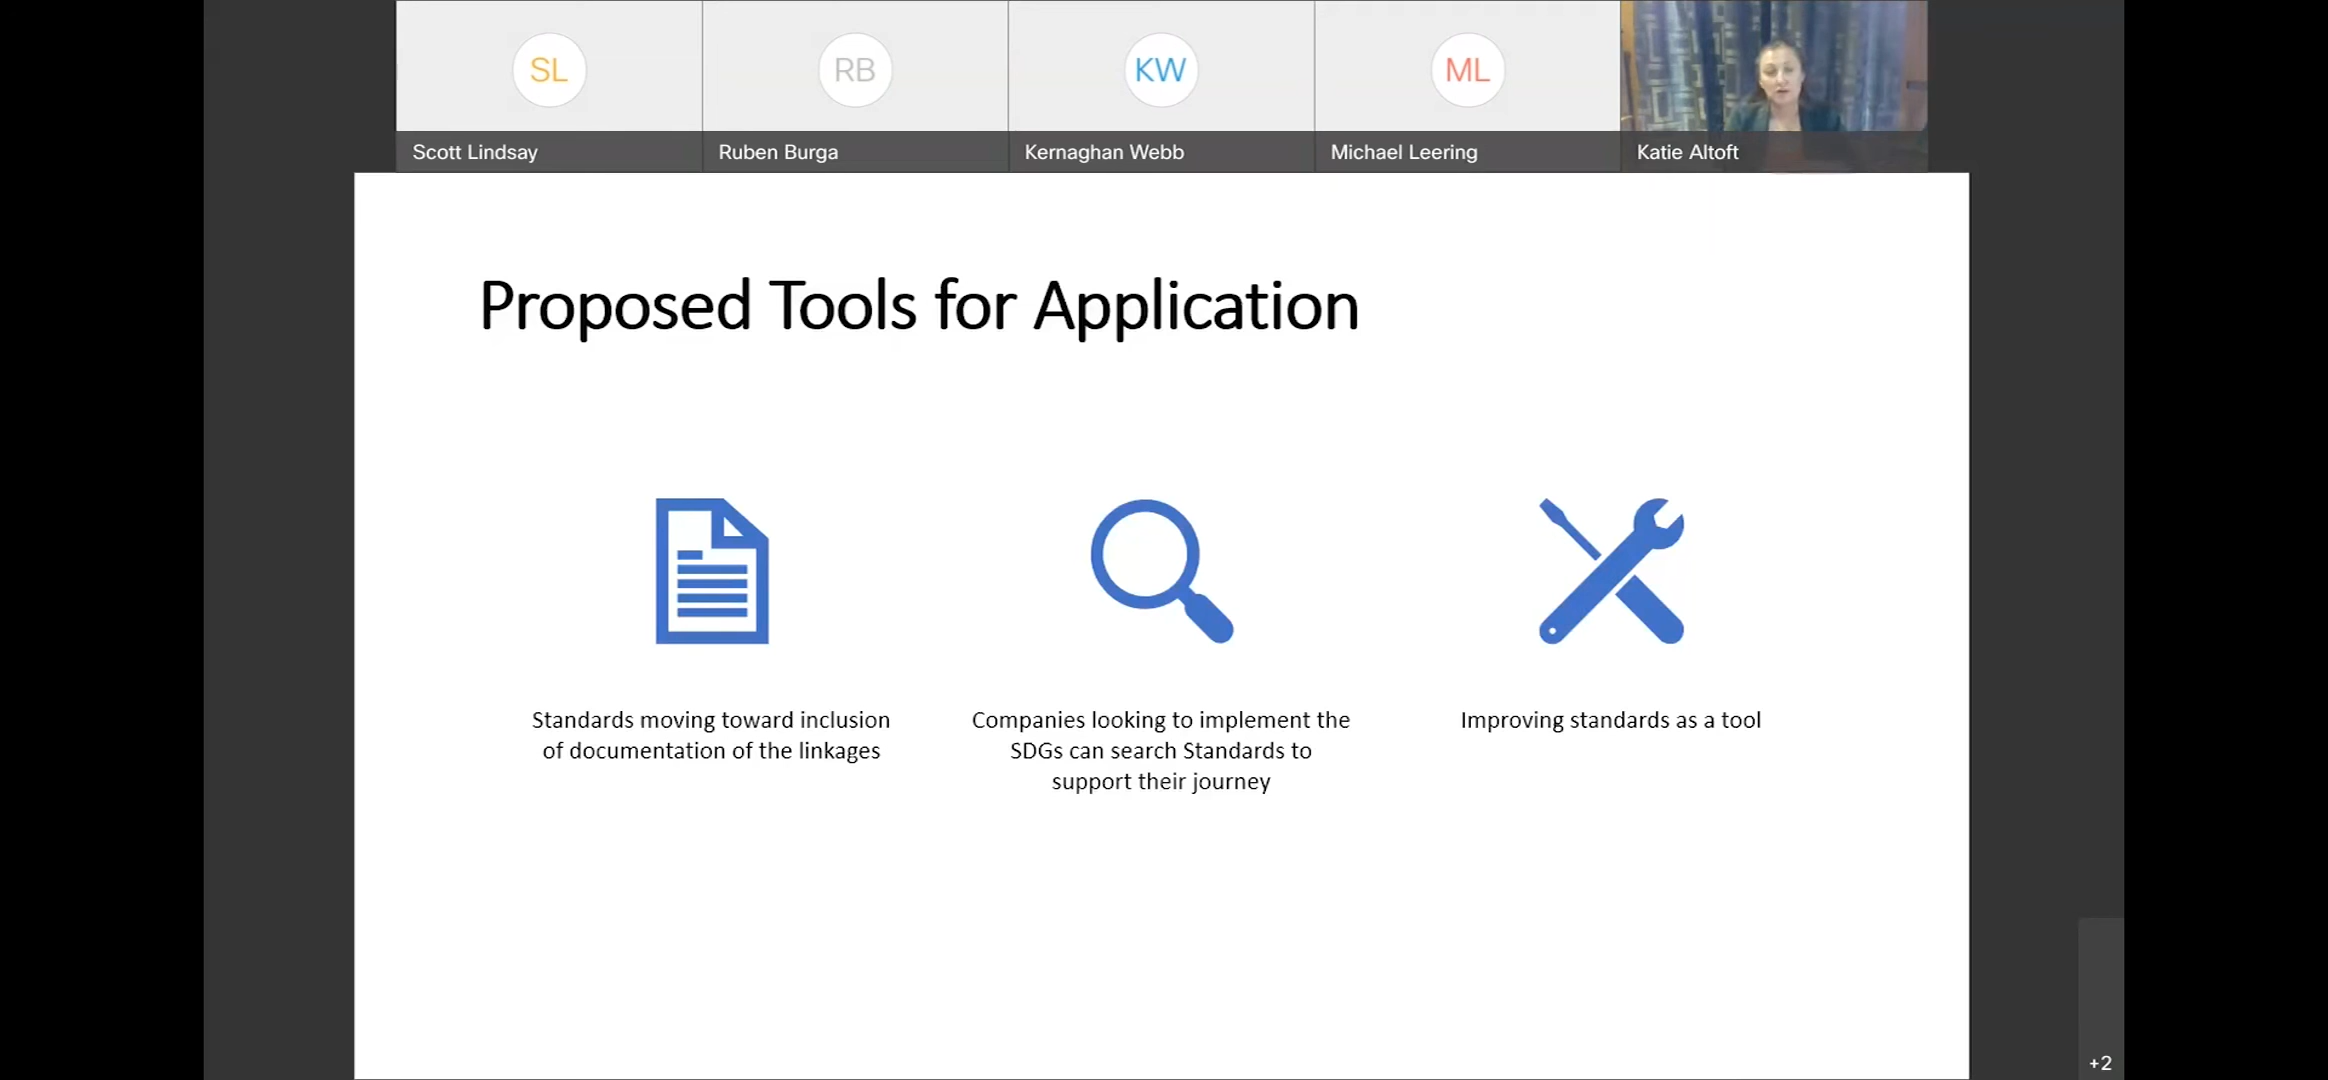 SL
RB
KW
ML
Scott Lindsay
Ruben Burga
Kernaghan Webb
Michael Leering
Katie Altoft
Proposed Tools for Application
Standards moving toward inclusion
of documentation of the linkages
Companies looking to implement the
SDGs can search Standards to
support their journey
Improving standards as a tool
+2